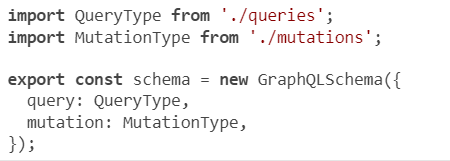 import QueryType from './queries';
import MutationType from './mutations';
export const schema = new GraphQLSchema({
query: QueryType,
mutation: MutationType,
});